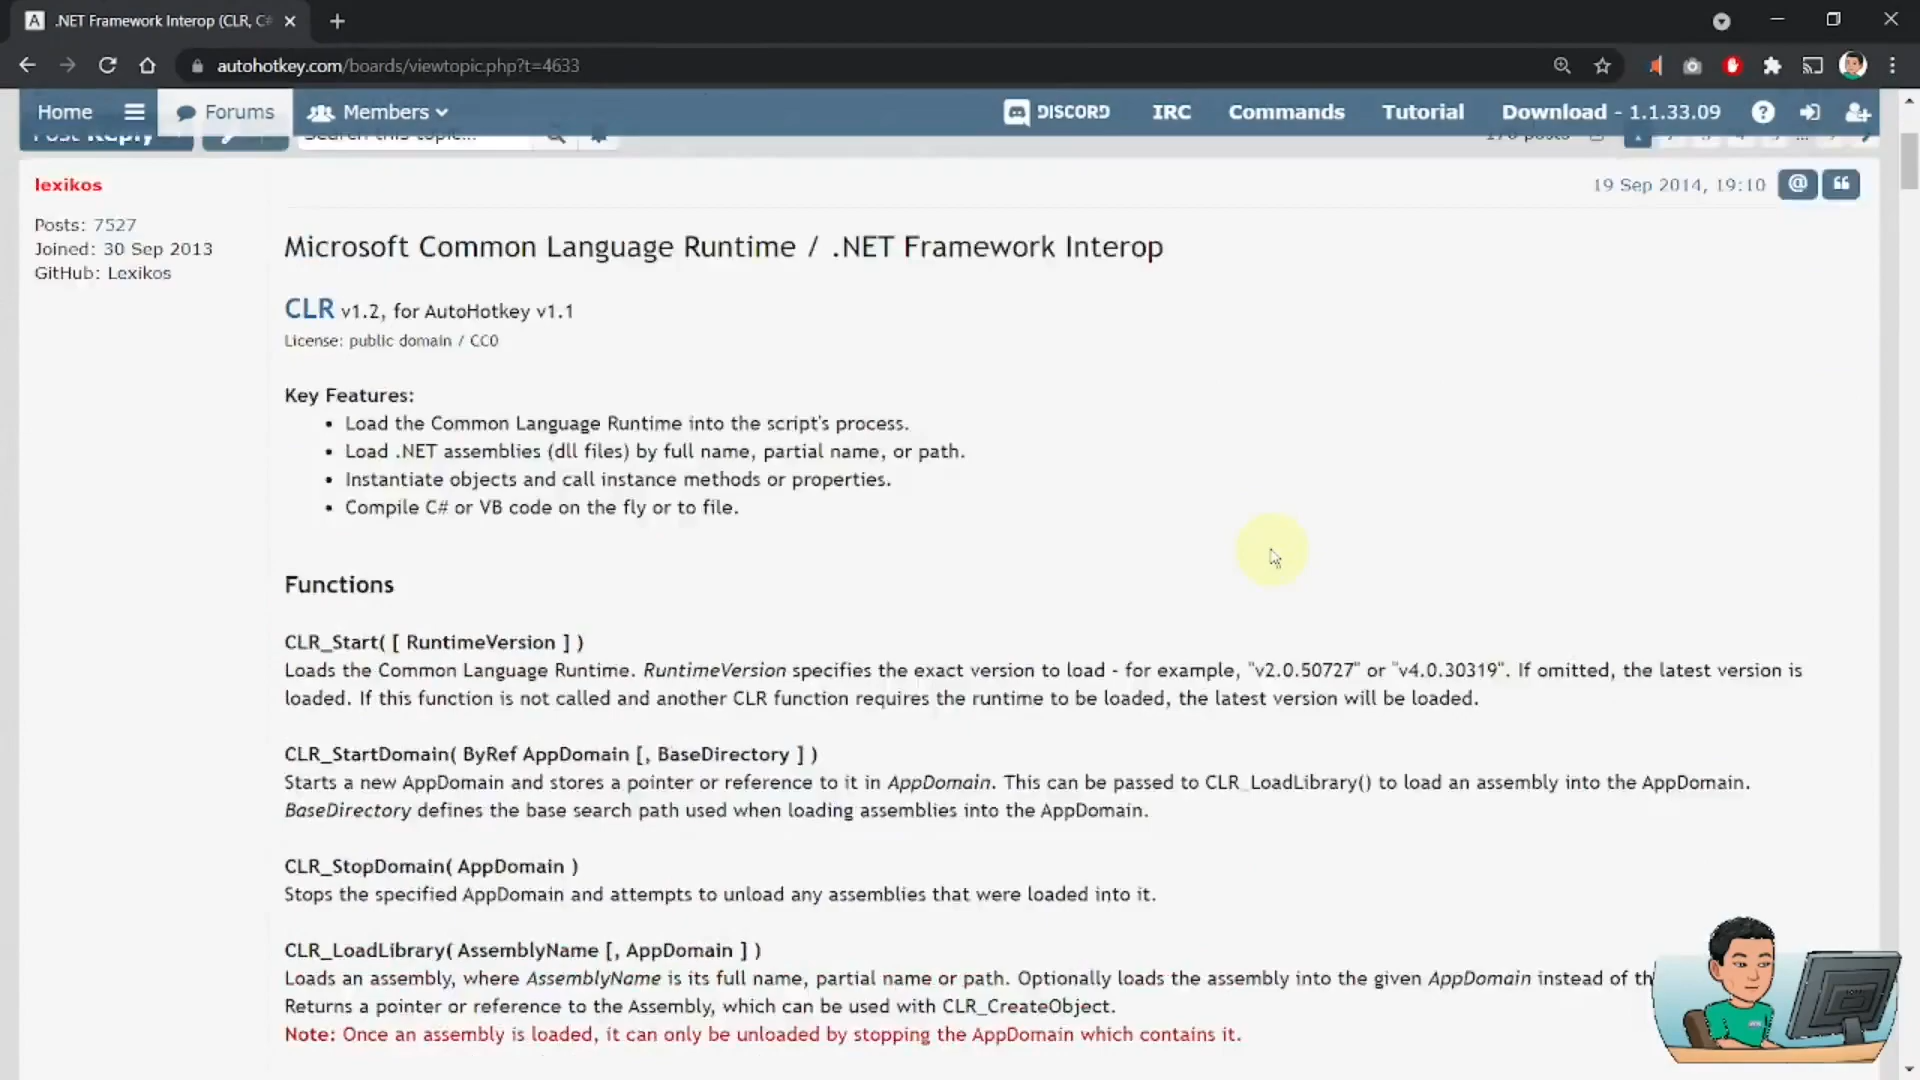 .NET Framework Interop (CLR, C#
autohotkey.com/boards/viewtopic.php?t=4633
Home Forums Members DISCORD IRC Commands Tutorial Download - 1.1.33.09
Post Reply Search this topic...
lexikos 19 Sep 2014, 19:10
Posts: 7527
Joined: 30 Sep 2013
GitHub: Lexikos
Microsoft Common Language Runtime / .NET Framework Interop
CLR v1.2, for AutoHotkey v1.1
License: public domain / CC0
Key Features:
• Load the Common Language Runtime into the script's process.
• Load .NET assemblies (dll files) by full name, partial name, or path.
• Instantiate objects and call instance methods or properties.
• Compile C# or VB code on the fly or to file.
Functions
CLR_Start( [ RuntimeVersion ] )
Loads the Common Language Runtime. RuntimeVersion specifies the exact version to load - for example, "v2.0.50727" or "v4.0.30319". If omitted, the latest version is
loaded. If this function is not called and another CLR function requires the runtime to be loaded, the latest version will be loaded.
CLR_StartDomain( ByRef AppDomain [, BaseDirectory ] )
Starts a new AppDomain and stores a pointer or reference to it in AppDomain. This can be passed to CLR_LoadLibrary() to load an assembly into the AppDomain.
BaseDirectory defines the base search path used when loading assemblies into the AppDomain.
CLR_StopDomain( AppDomain )
Stops the specified AppDomain and attempts to unload any assemblies that were loaded into it.
CLR_LoadLibrary( AssemblyName [, AppDomain ] )
Loads an assembly, where AssemblyName is its full name, partial name or path. Optionally loads the assembly into the given AppDomain instead of th
Returns a pointer or reference to the Assembly, which can be used with CLR_CreateObject.
Note: Once an assembly is loaded, it can only be unloaded by stopping the AppDomain which contains it.